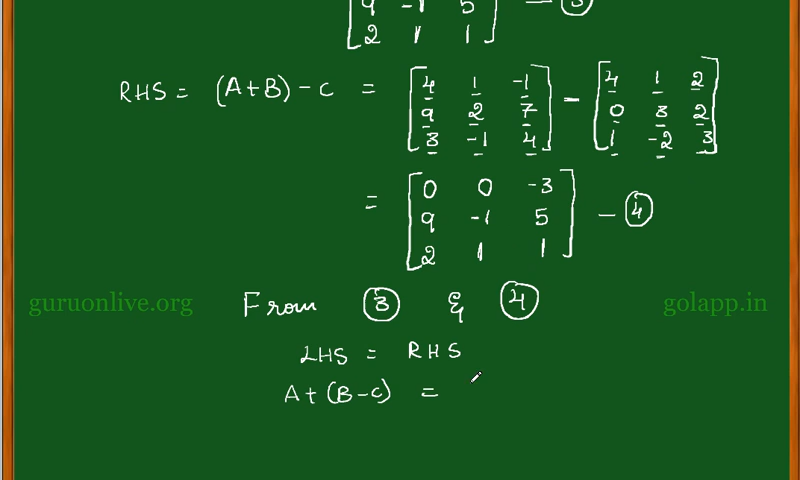 9 -1 5 — 3
2 1 1
RHS = (A+B) - C = [4 1 -1 9 2 7 3 -1 4] - [4 1 2 0 3 2 1 -2 3]
= [0 0 -3 9 -1 5 2 1 1] — 4
guruonlive.org From 3 & 4 golapp.in
LHS = RHS
A + (B - C) =